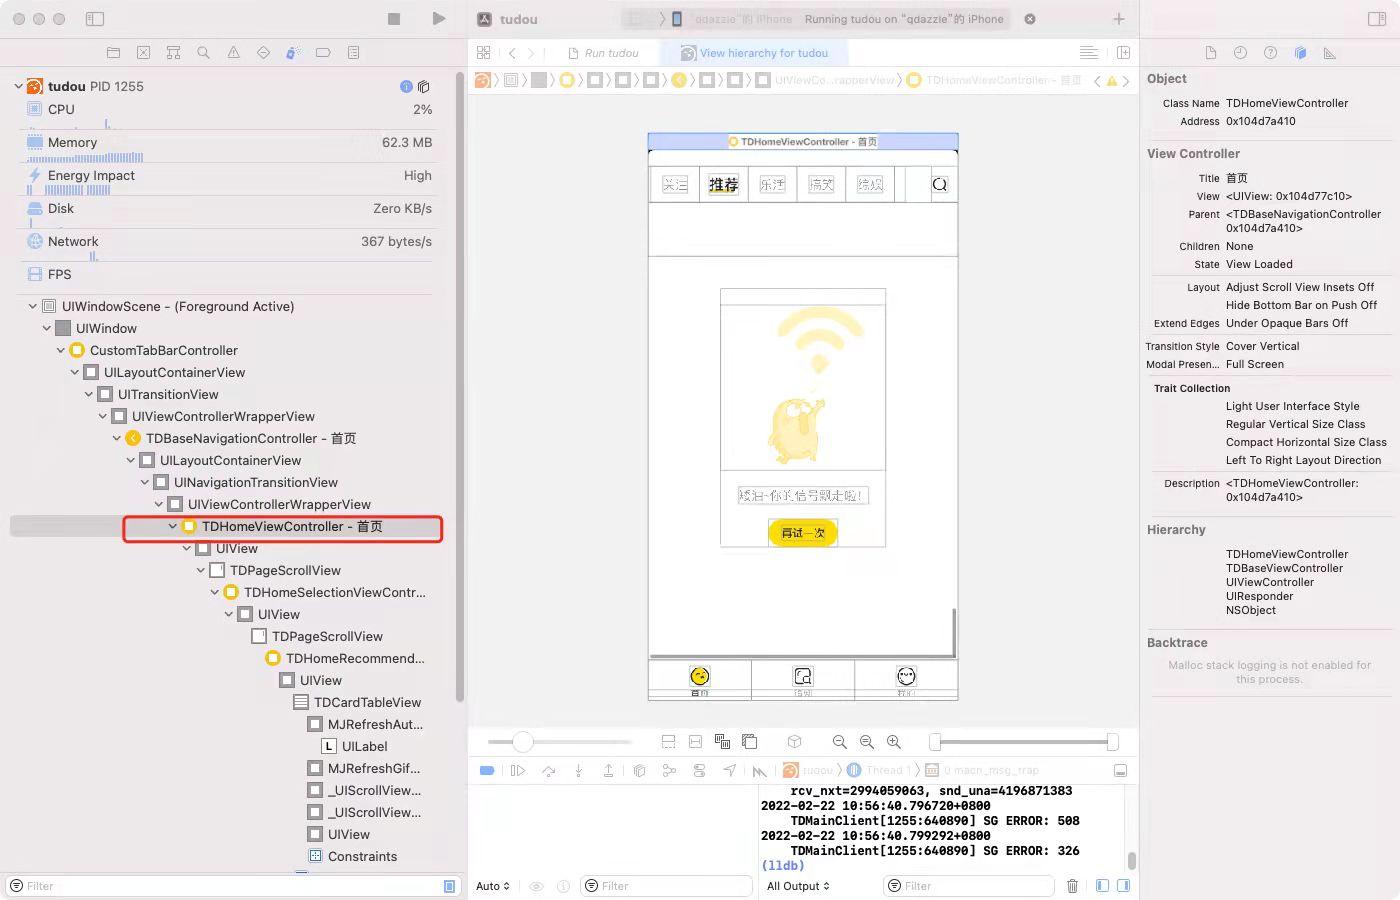 tudou
qdazzle"的 iPhone
Running tudou on "qdazzle"的 iPhone
Run tudou
View hierarchy for tudou
UIViewCo...rapperView
TDHomeViewController - 首页
tudou PID 1255
CPU
2%
Memory
62.3 MB
Energy Impact
High
Disk
Zero KB/s
Network
367 bytes/s
FPS
UIWindowScene - (Foreground Active)
UIWindow
CustomTabBarController
UILayoutContainerView
UITransitionView
UIViewControllerWrapperView
TDBaseNavigationController - 首页
UILayoutContainerView
UINavigationTransitionView
UIViewControllerWrapperView
TDHomeViewController - 首页
UIView
TDPageScrollView
TDHomeSelectionViewContr...
UIView
TDPageScrollView
TDHomeRecommend...
UIView
TDCardTableView
MJRefreshAut...
L UILabel
MJRefreshGif...
_UIScrollView...
_UIScrollView...
UIView
Constraints
Filter
TDHomeViewController - 首页
关注
推荐
乐活
搞笑
综娱
矮油~你的信号飘走啦!
再试一次
首页
我的
tudou
Thread 1
0 mach_msg_trap
rcv_nxt=2994059063, snd_una=4196871383
2022-02-22 10:56:40.796720+0800
TDMainClient[1255:640890] SG ERROR: 508
2022-02-22 10:56:40.799292+0800
TDMainClient[1255:640890] SG ERROR: 326
(lldb)
Auto
Filter
All Output
Filter
Object
Class Name TDHomeViewController
Address 0x104d7a410
View Controller
Title 首页
View <UIView: 0x104d77c10>
Parent <TDBaseNavigationController
0x104d7a410>
Children None
State View Loaded
Layout Adjust Scroll View Insets Off
Hide Bottom Bar on Push Off
Extend Edges Under Opaque Bars Off
Transition Style Cover Vertical
Modal Presen... Full Screen
Trait Collection
Light User Interface Style
Regular Vertical Size Class
Compact Horizontal Size Class
Left To Right Layout Direction
Description <TDHomeViewController:
0x104d7a410>
Hierarchy
TDHomeViewController
TDBaseViewController
UIViewController
UIResponder
NSObject
Backtrace
Malloc stack logging is not enabled for
this process.